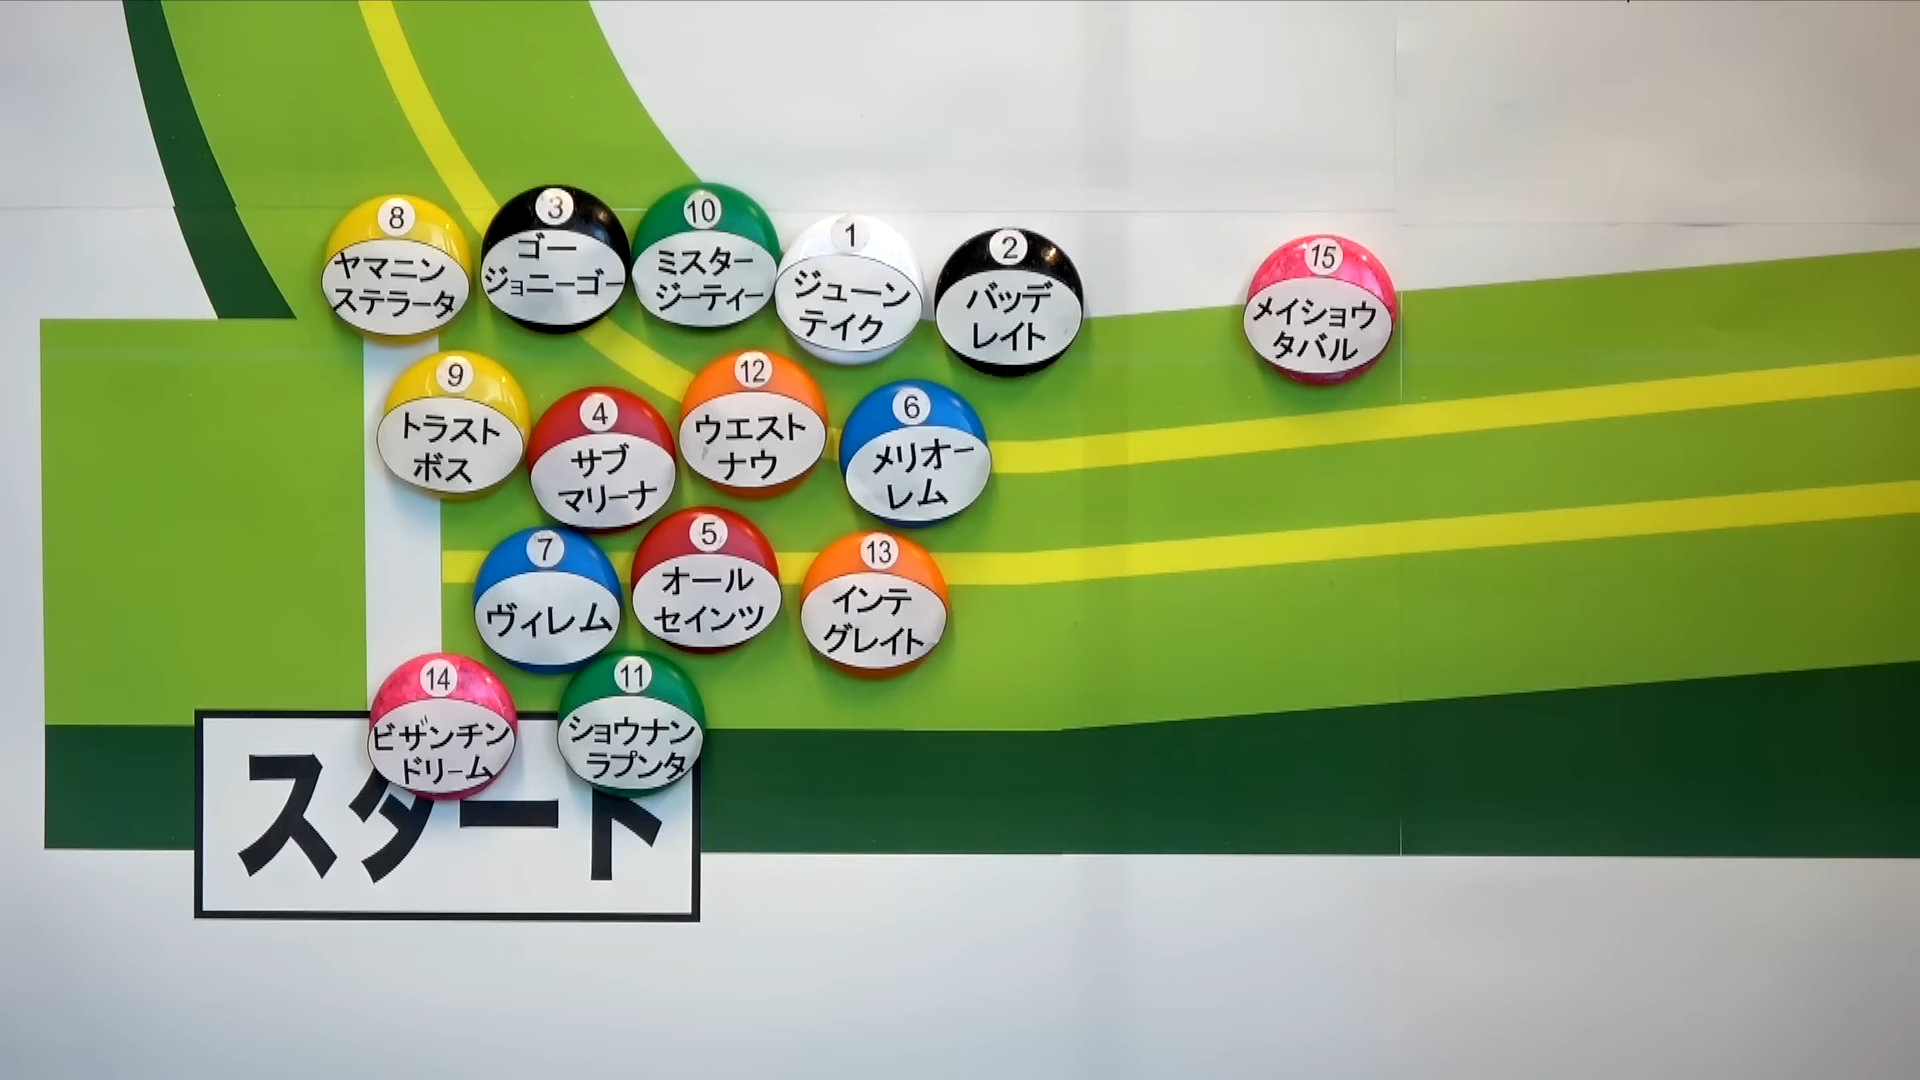 8
ヤマニン
ステラータ
3
ゴー
ジョニーゴー
10
ミスター
ジーティー
1
ジューン
テイク
2
バッデ
レイト
15
メイショウ
タバル
9
トラスト
ボス
4
サブ
マリーナ
12
ウエスト
ナウ
6
メリオー
レム
7
ヴィレム
5
オール
セインツ
13
インテ
グレイト
14
ビザンチン
ドリーム
11
ショウナン
ラプンタ
スタート